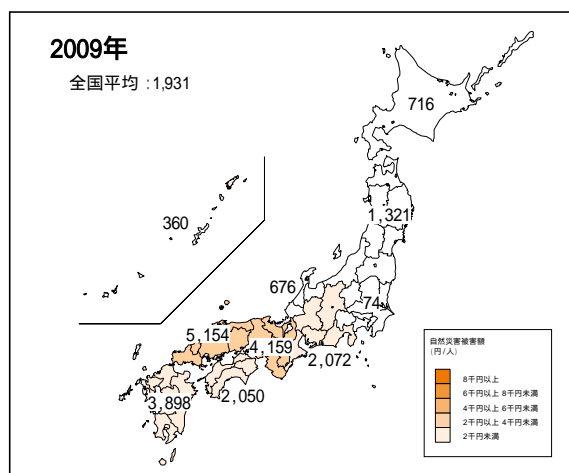 2009年
全国平均 :1,931
716
360
1,321
676
74
5,154
4,159
2,072
3,898
2,050
自然災害被害額
(円/人)
8千円以上
6千円以上 8千円未満
4千円以上 6千円未満
2千円以上 4千円未満
2千円未満